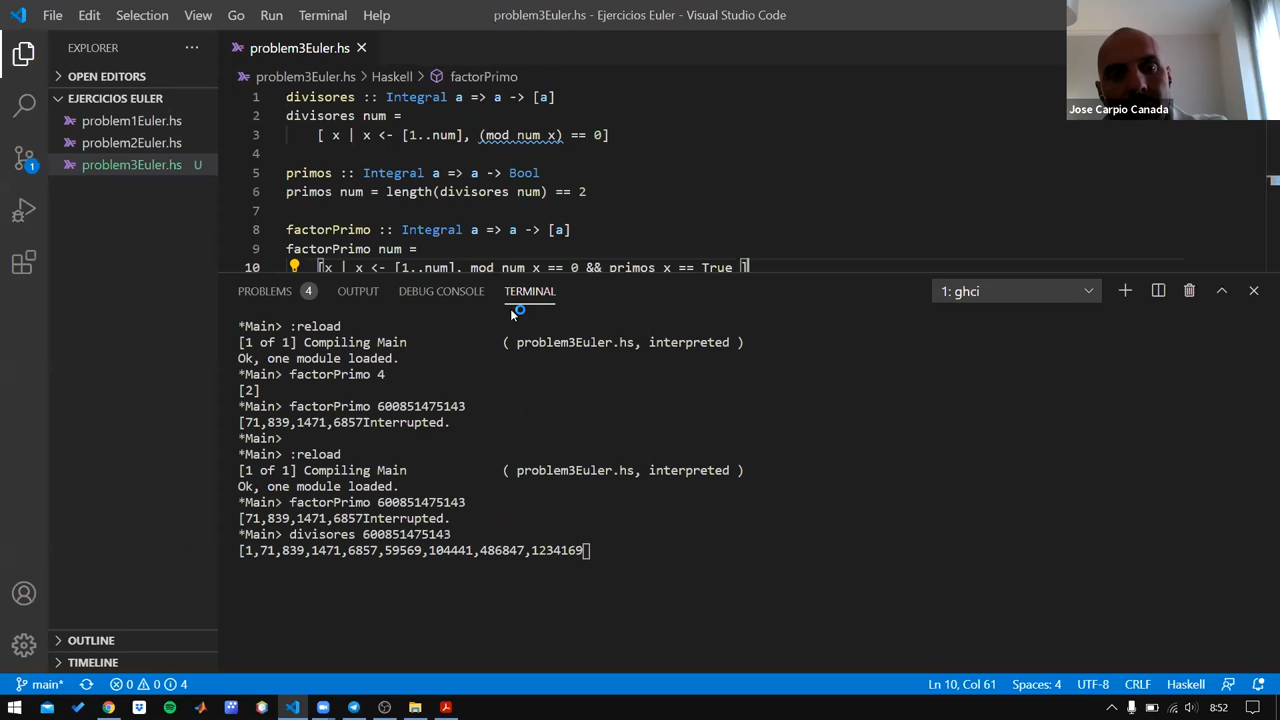 File Edit Selection View Go Run Terminal Help
problem3Euler.hs - Ejercicios Euler - Visual Studio Code
EXPLORER
OPEN EDITORS
EJERCICIOS EULER
problem1Euler.hs
problem2Euler.hs
problem3Euler.hs U
1
OUTLINE
TIMELINE
problem3Euler.hs
problem3Euler.hs > Haskell > factorPrimo
1 divisores :: Integral a => a -> [a]
2 divisores num =
3 [ x | x <- [1..num], (mod num x) == 0]
4
5 primos :: Integral a => a -> Bool
6 primos num = length(divisores num) == 2
7
8 factorPrimo :: Integral a => a -> [a]
9 factorPrimo num =
10 [x | x <- [1..num], mod num x == 0 && primos x == True ]
Jose Carpio Canada
PROBLEMS 4 OUTPUT DEBUG CONSOLE TERMINAL
1: ghci
*Main> :reload
[1 of 1] Compiling Main ( problem3Euler.hs, interpreted )
Ok, one module loaded.
*Main> factorPrimo 4
[2]
*Main> factorPrimo 600851475143
[71,839,1471,6857Interrupted.
*Main>
*Main> :reload
[1 of 1] Compiling Main ( problem3Euler.hs, interpreted )
Ok, one module loaded.
*Main> factorPrimo 600851475143
[71,839,1471,6857Interrupted.
*Main> divisores 600851475143
[1,71,839,1471,6857,59569,104441,486847,1234169
main* 0 0 4
Ln 10, Col 61 Spaces: 4 UTF-8 CRLF Haskell
8:52